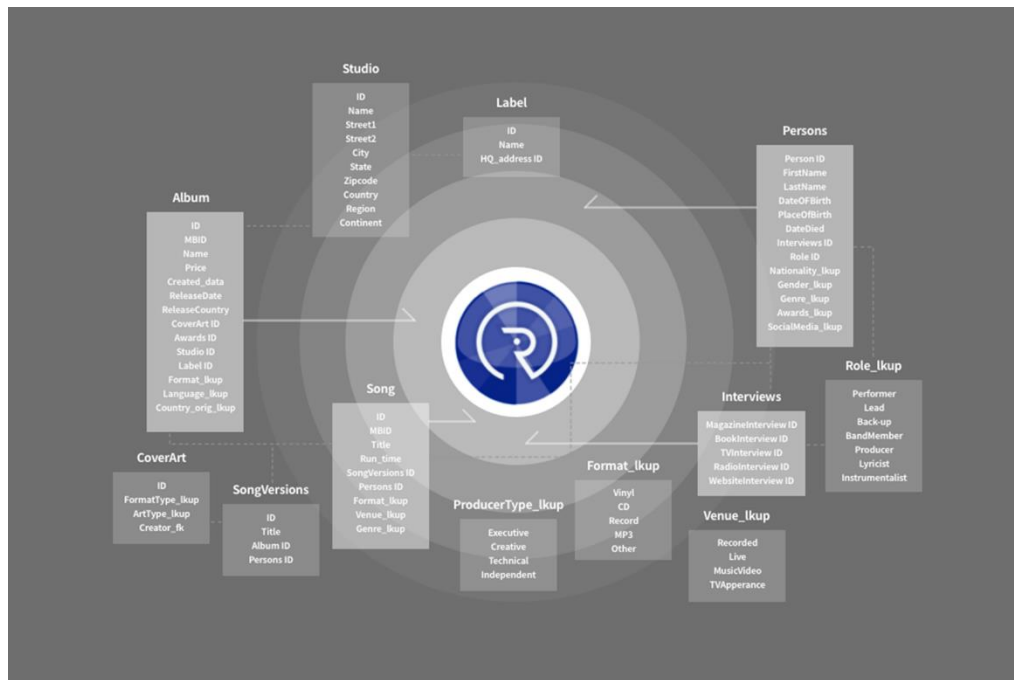 Studio
ID
Name
Street1
Street2
City
State
Zipcode
Country
Region
Continent
Label
ID
Name
HQ_address ID
Persons
Person ID
FirstName
LastName
DateOFBirth
PlaceOfBirth
DateDied
Interviews ID
Role ID
Nationality_lkup
Gender_lkup
Genre_lkup
Awards_lkup
SocialMedia_lkup
Album
ID
MBID
Name
Price
Created_data
ReleaseDate
ReleaseCountry
CoverArt ID
Awards ID
Studio ID
Label ID
Format_lkup
Language_lkup
Country_orig_lkup
R
Song
ID
MBID
Title
Run_time
SongVersions ID
Persons ID
Format_lkup
Venue_lkup
Genre_lkup
Interviews
MagazineInterview ID
BookInterview ID
TVInterview ID
RadioInterview ID
WebsiteInterview ID
Role_lkup
Performer
Lead
Back-up
BandMember
Producer
Lyricist
Instrumentalist
CoverArt
ID
FormatType_lkup
ArtType_lkup
Creator_fk
SongVersions
ID
Title
Album ID
Persons ID
ProducerType_lkup
Executive
Creative
Technical
Independent
Format_lkup
Vinyl
CD
Record
MP3
Other
Venue_lkup
Recorded
Live
MusicVideo
TVApperance